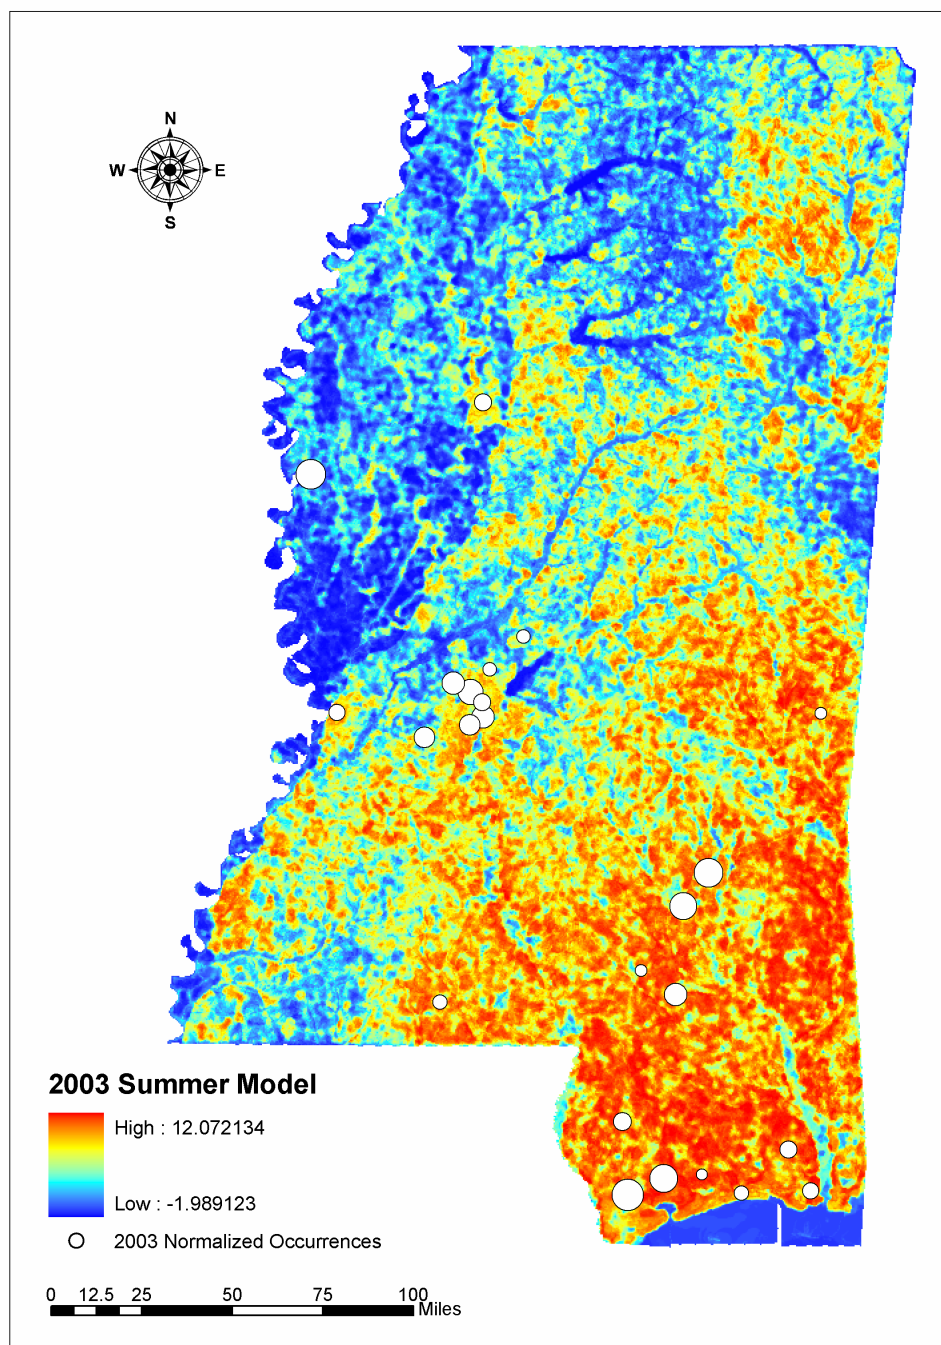 N
W E
S
2003 Summer Model
High : 12.072134
Low : -1.989123
2003 Normalized Occurrences
0 12.5 25 50 75 100
Miles